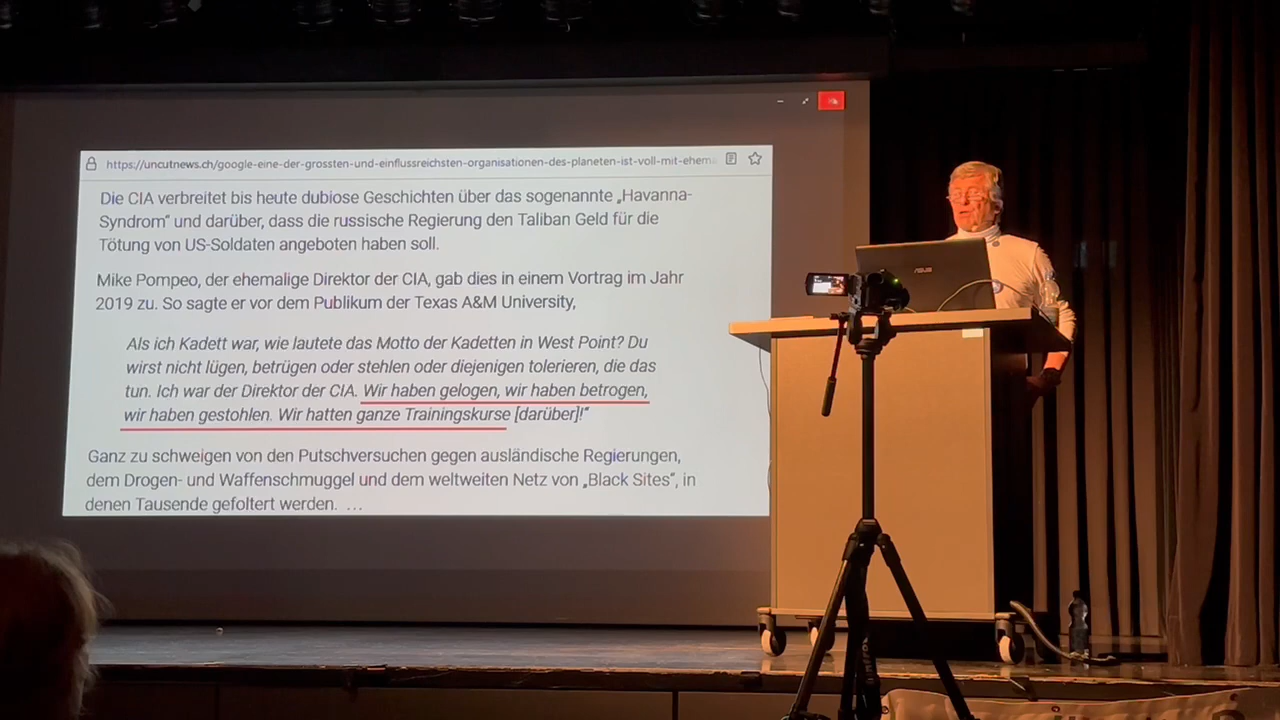 https://uncutnews.ch/google-eine-der-grossten-und-einflussreichsten-organisationen-des-planeten-ist-voll-mit-ehem
Die CIA verbreitet bis heute dubiose Geschichten über das sogenannte „Havanna-
Syndrom“ und darüber, dass die russische Regierung den Taliban Geld für die
Tötung von US-Soldaten angeboten haben soll.
Mike Pompeo, der ehemalige Direktor der CIA, gab dies in einem Vortrag im Jahr
2019 zu. So sagte er vor dem Publikum der Texas A&M University,
Als ich Kadett war, wie lautete das Motto der Kadetten in West Point? Du
wirst nicht lügen, betrügen oder stehlen oder diejenigen tolerieren, die das
tun. Ich war der Direktor der CIA. Wir haben gelogen, wir haben betrogen,
wir haben gestohlen. Wir hatten ganze Trainingskurse [darüber]!“
Ganz zu schweigen von den Putschversuchen gegen ausländische Regierungen,
dem Drogen- und Waffenschmuggel und dem weltweiten Netz von „Black Sites“, in
denen Tausende gefoltert werden. …
ASUS